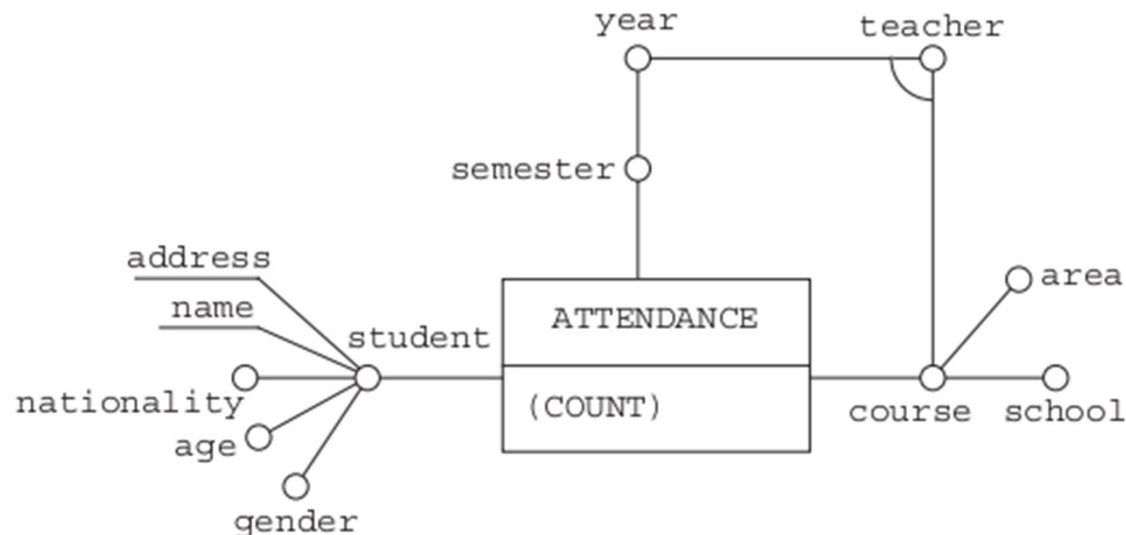 year
teacher
semester
address
name
student
ATTENDANCE
area
nationality
(COUNT)
course
school
age
gender